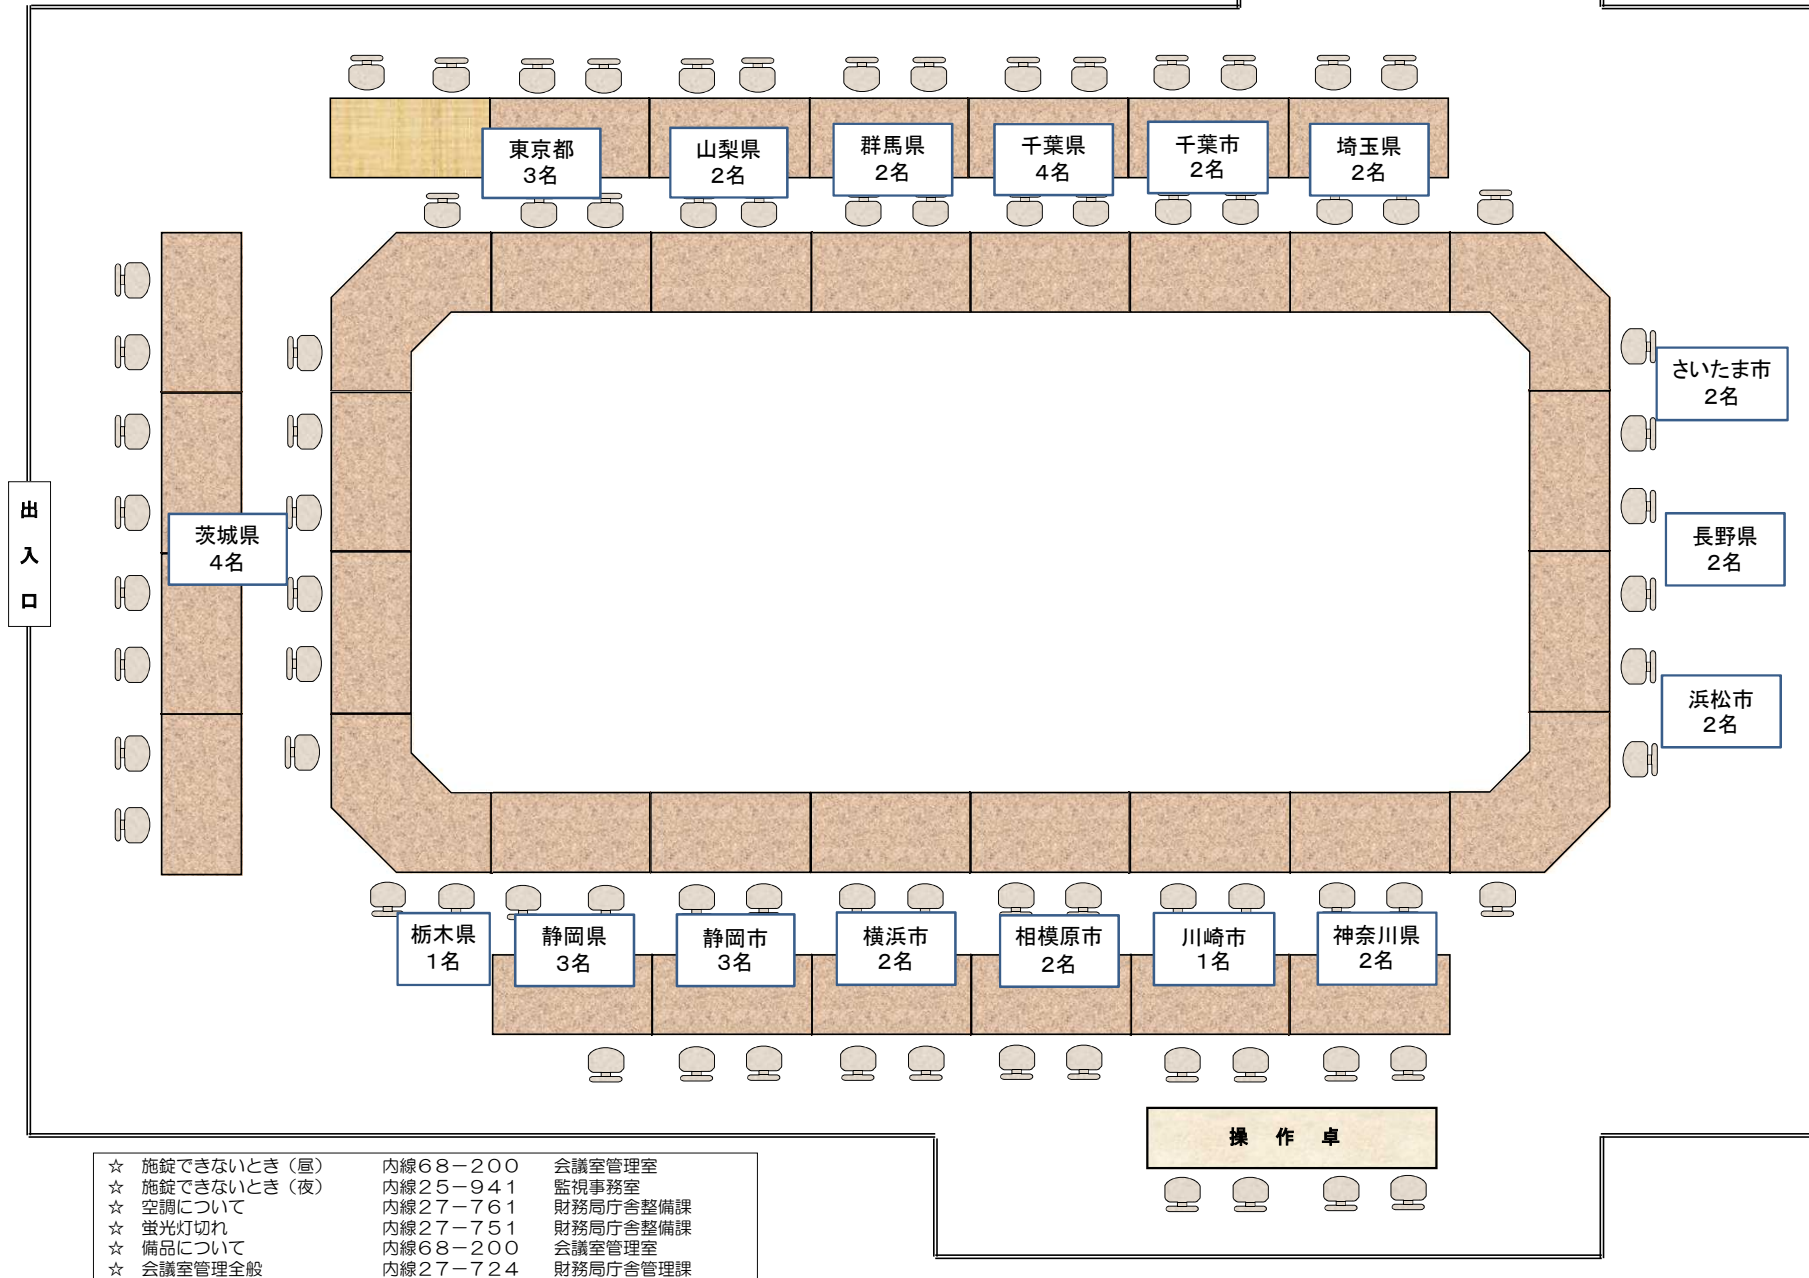 東京都
3名
山梨県
2名
群馬県
2名
千葉県
4名
千葉市
2名
埼玉県
2名
さいたま市
2名
長野県
2名
浜松市
2名
出入口
茨城県
4名
栃木県
1名
静岡県
3名
静岡市
3名
横浜市
2名
相模原市
2名
川崎市
1名
神奈川県
2名
操　作　卓
☆　施錠できないとき（昼）　内線68－200　会議室管理室
☆　施錠できないとき（夜）　内線25－941　監視事務室
☆　空調について　内線27－761　財務局庁舎整備課
☆　蛍光灯切れ　内線27－751　財務局庁舎整備課
☆　備品について　内線68－200　会議室管理室
☆　会議室管理全般　内線27－724　財務局庁舎管理課